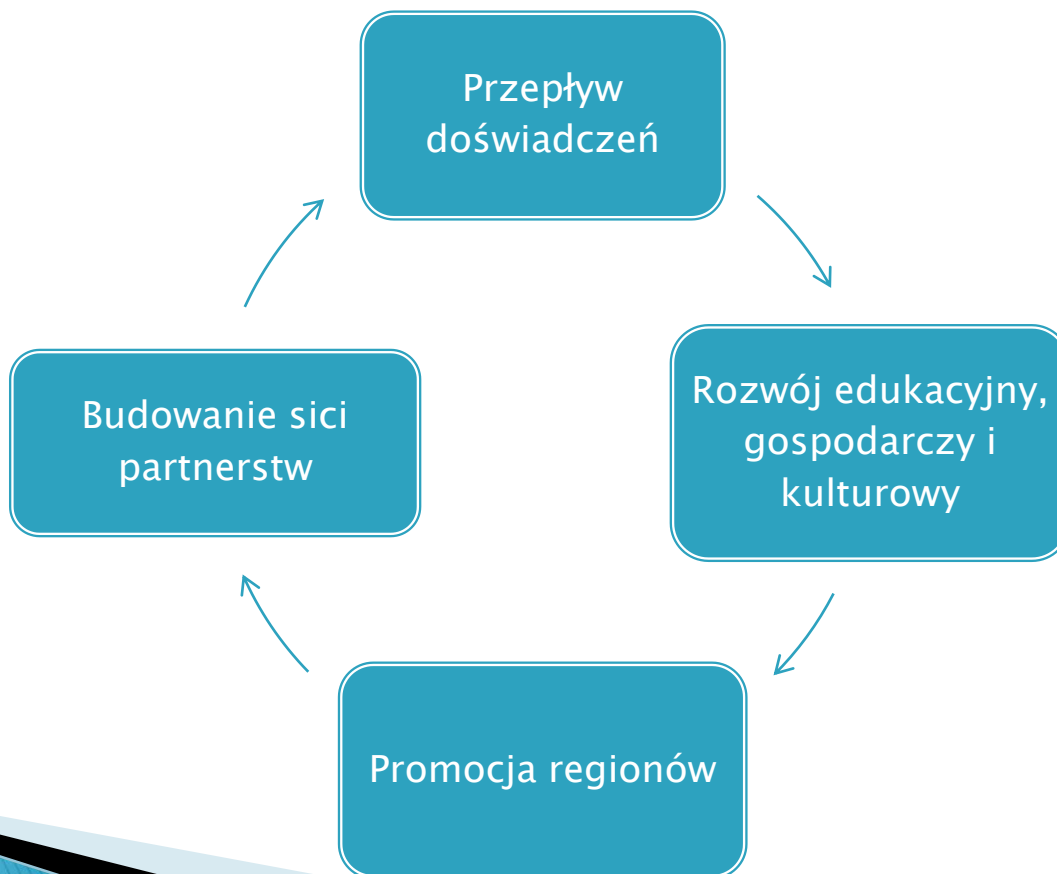 Przepływ
doświadczeń
Rozwój edukacyjny,
gospodarczy i
kulturowy
Promocja regionów
Budowanie sici
partnerstw